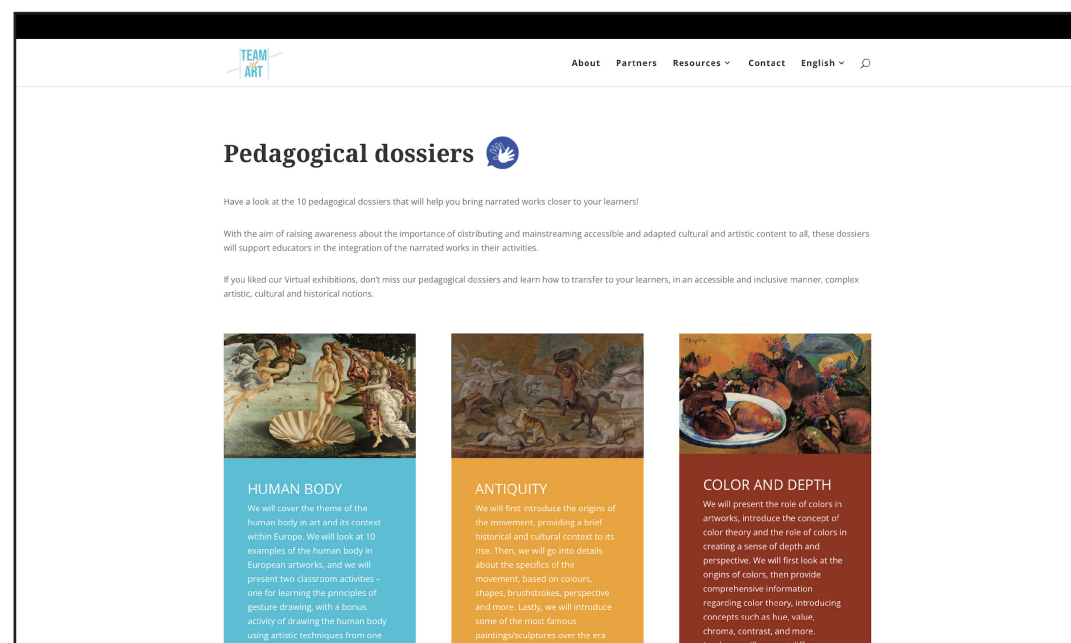 TEAM
of
ART
About Partners Resources Contact English
Pedagogical dossiers
Have a look at the 10 pedagogical dossiers that will help you bring narrated works closer to your learners!
With the aim of raising awareness about the importance of distributing and mainstreaming accessible and adapted cultural and artistic content to all, these dossiers
will support educators in the integration of the narrated works in their activities.
If you liked our Virtual exhibitions, don't miss our pedagogical dossiers and learn how to transfer to your learners, in an accessible and inclusive manner, complex
artistic, cultural and historical notions.
HUMAN BODY
We will cover the theme of the
human body in art and its context
within Europe. We will look at 10
examples of the human body in
European artworks, and we will
present two classroom activities –
one for learning the principles of
gesture drawing, with a bonus
activity of drawing the human body
using artistic techniques from one
ANTIQUITY
We will first introduce the origins of
the movement, providing a brief
historical and cultural context to its
rise. Then, we will go into details
about the specifics of the
movement, based on colours,
shapes, brushstrokes, perspective
and more. Lastly, we will introduce
some of the most famous
paintings/sculptures over the era
COLOR AND DEPTH
We will present the role of colors in
artworks, introduce the concept of
color theory and the role of colors in
creating a sense of depth and
perspective. We will first look at the
origins of colors, then provide
comprehensive information
regarding color theory, introducing
concepts such as hue, value,
chroma, contrast, and more.